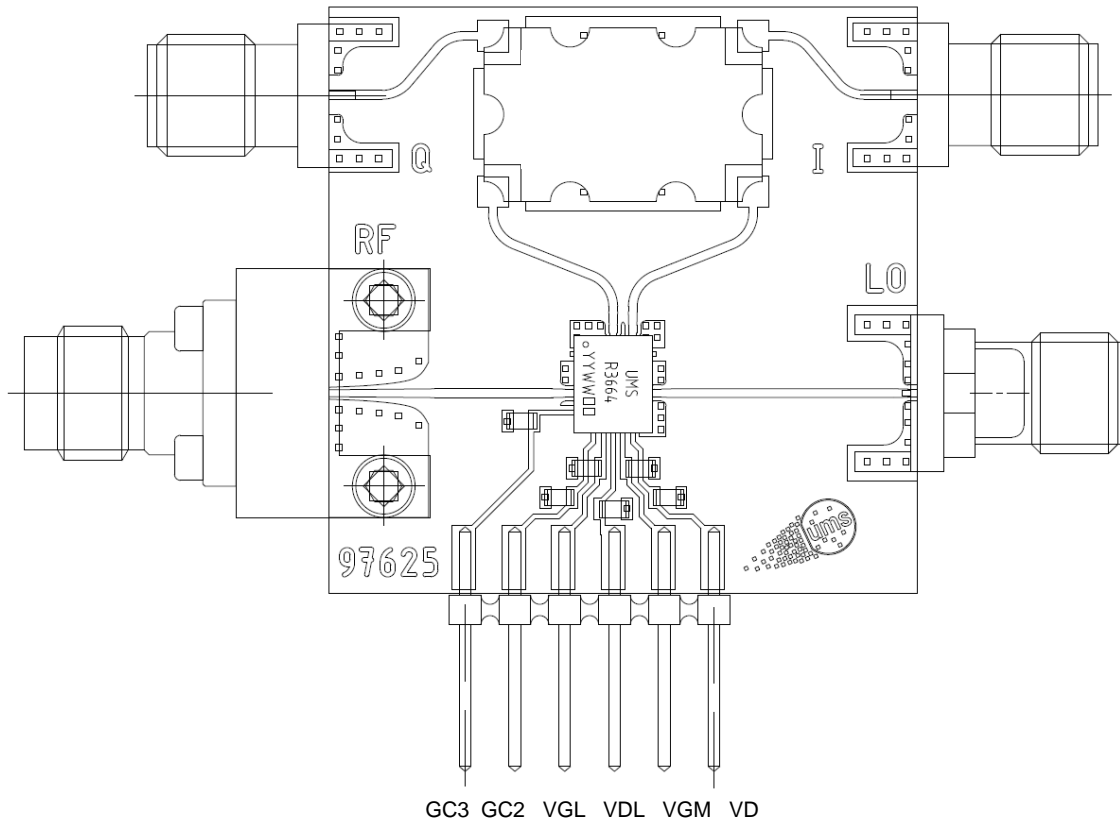 Q
I
RF
LO
UMS
R3664
YYWW
97625
ums
GC3 GC2 VGL VDL VGM VD